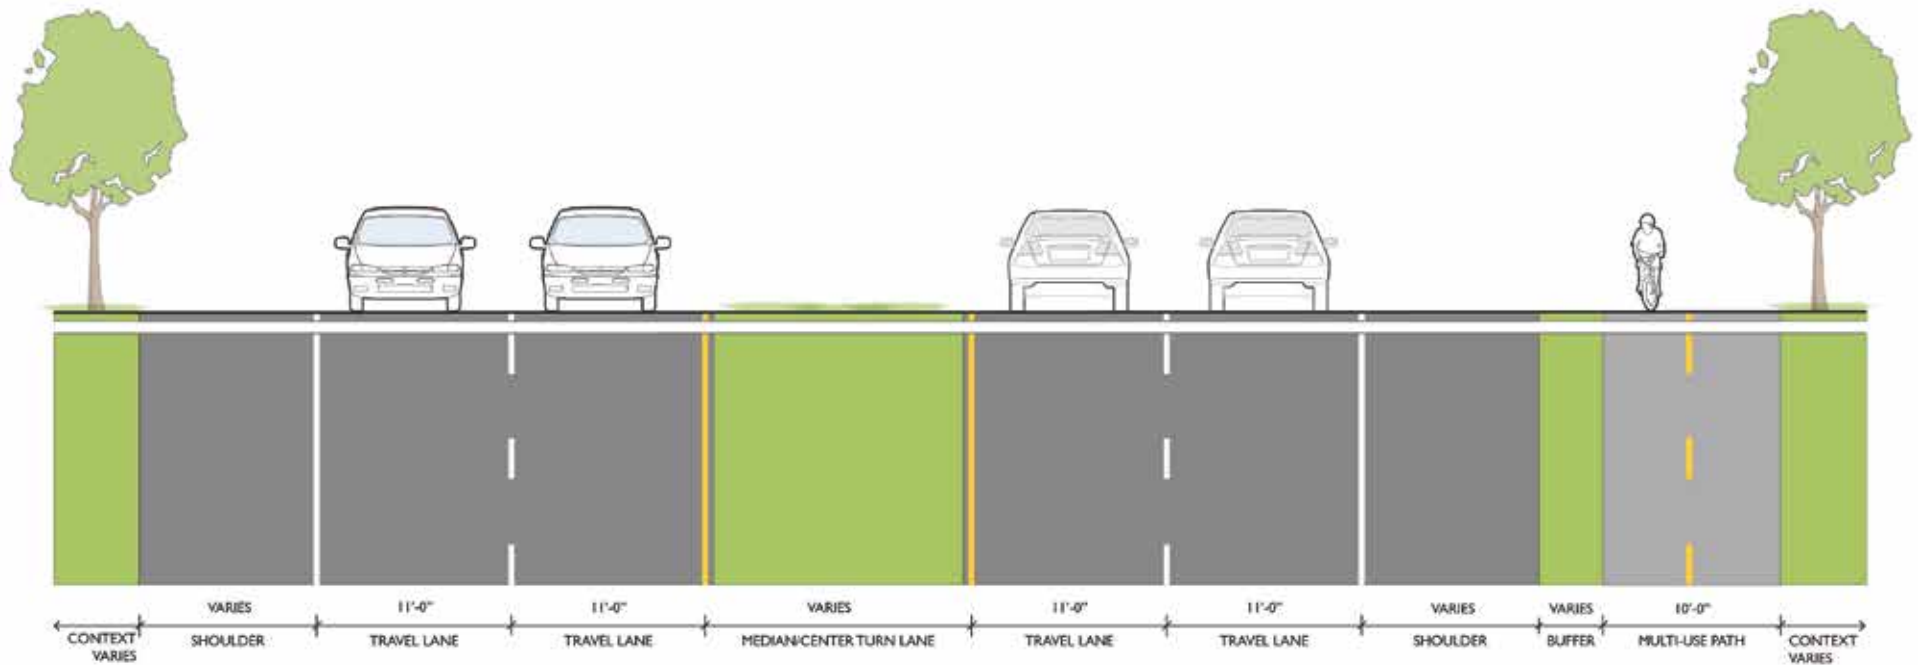 VARIES 11'-0" 11'-0" VARIES 11'-0" 11'-0" VARIES VARIES 10'-0"
CONTEXT SHOULDER TRAVEL LANE TRAVEL LANE MEDIAN/CENTER TURN LANE TRAVEL LANE TRAVEL LANE SHOULDER BUFFER MULTI-USE PATH CONTEXT
VARIES VARIES